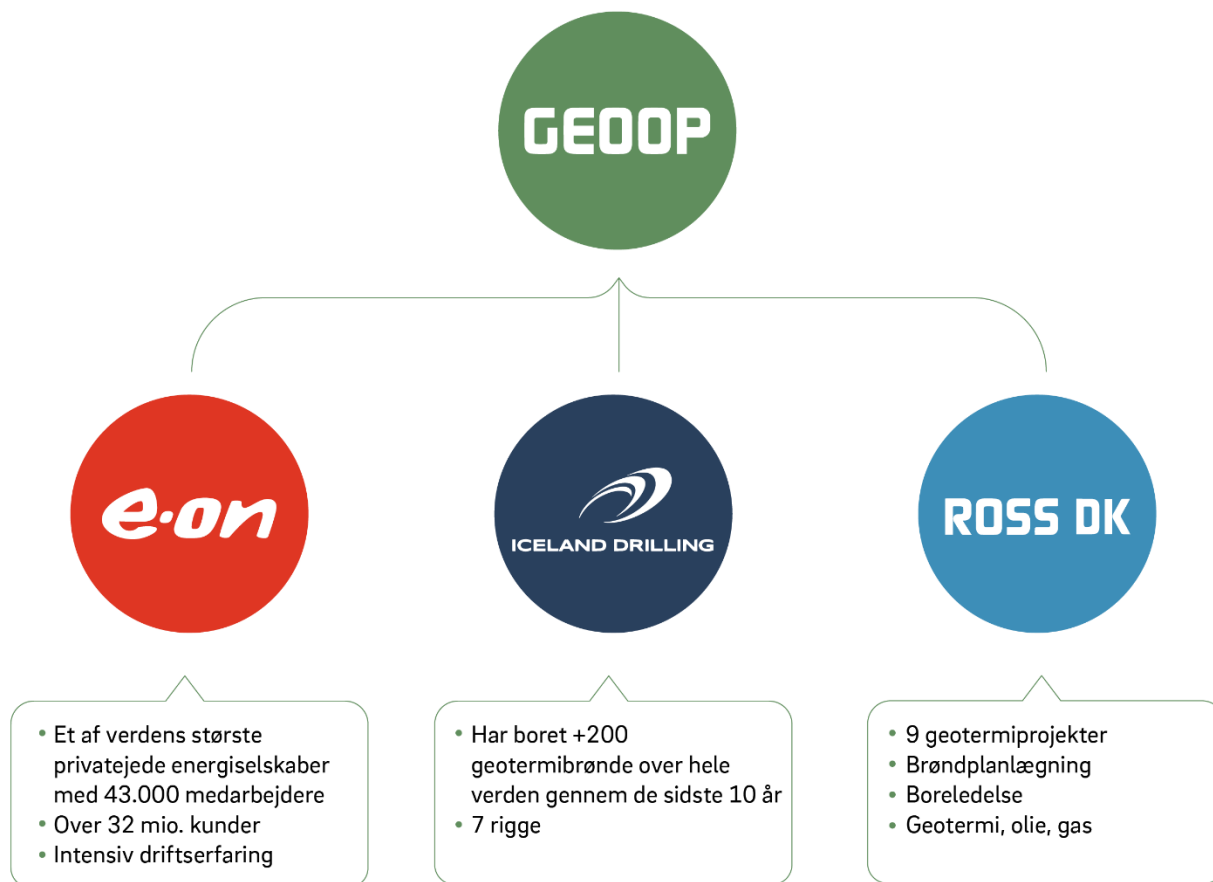 GEOOP
e·on
ICELAND DRILLING
ROSS DK
• Et af verdens største
privatejede energiselskaber
med 43.000 medarbejdere
• Over 32 mio. kunder
• Intensiv driftserfaring
• Har boret +200
geotermibrønde over hele
verden gennem de sidste 10 år
• 7 rigge
• 9 geotermiprojekter
• Brøndplanlægning
• Boreledelse
• Geotermi, olie, gas